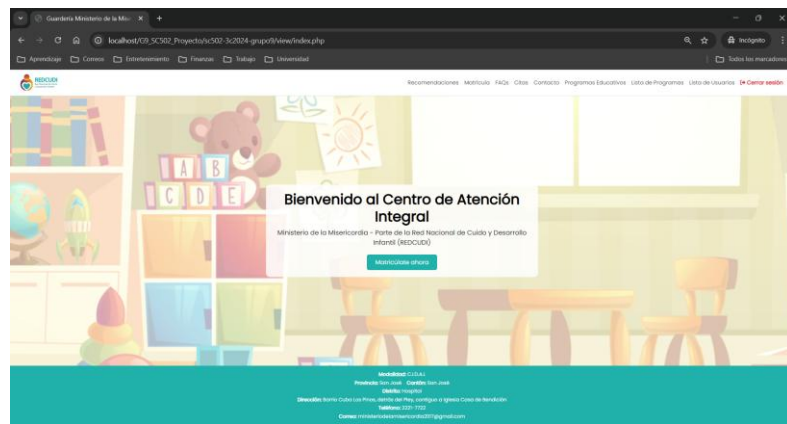 Guardería Ministerio de la Mise
localhost/G9_SC502_Proyecto/sc502-3c2024-grupo9/view/index.php
Incógnito
Aprendizaje Correos Entretenimiento Finanzas Trabajo Universidad
Todos los marcadores
REDCUDI
Recomendaciones Matrícula FAQs Citas Contacto Programas Educativos Lista de Programas Lista de Usuarios Cerrar sesión
A B
C D E
Bienvenido al Centro de Atención
Integral
Ministerio de la Misericordia - Parte de la Red Nacional de Cuido y Desarrollo
Infantil (REDCUDI)
Matricúlate ahora
Modalidad: C.I.D.A.I.
Provincia: San José Cantón: San José
Distrito: Hospital
Dirección: Barrio Cuba Los Pinos, detrás del Pey, contiguo a Iglesia Casa de Bendición
Teléfono: 2221-7722
Correo: ministeriodelamisericordia2017@gmail.com